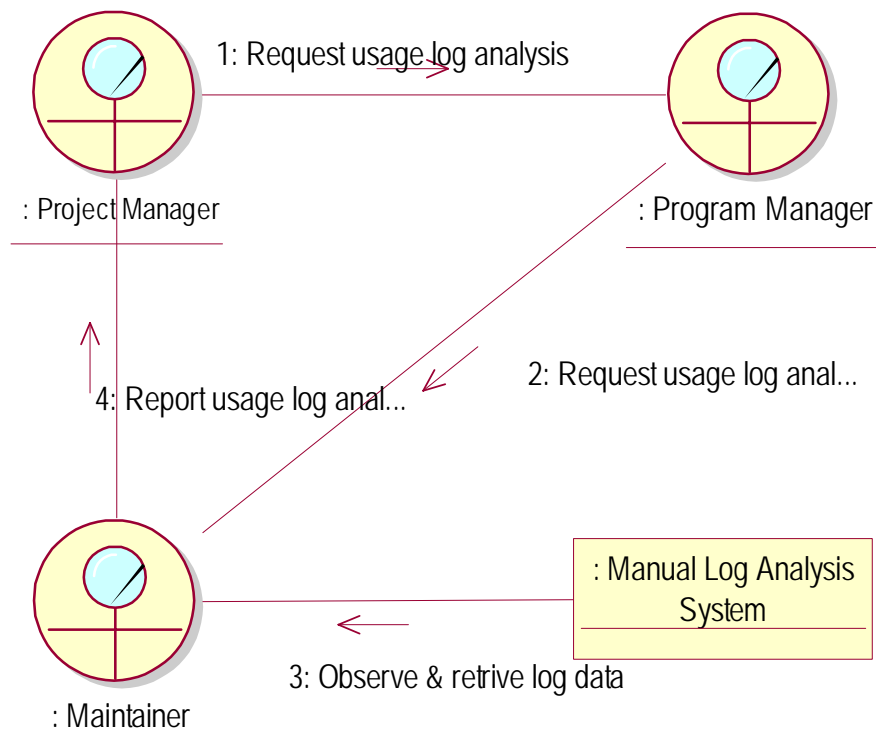 1: Request usage log analysis
: Project Manager
: Program Manager
2: Request usage log anal...
4: Report usage log anal...
: Manual Log Analysis
System
3: Observe & retrive log data
: Maintainer